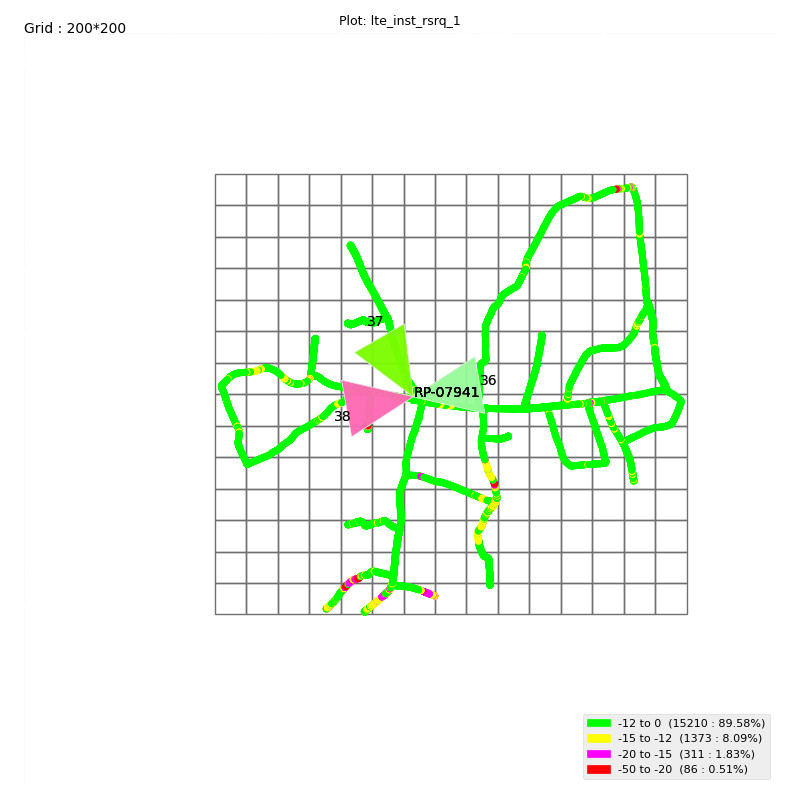 Plot: lte_inst_rsrq_1
Grid : 200*200
37
36
RP-07941
38
-12 to 0 (15210 : 89.58%)
-15 to -12 (1373 : 8.09%)
-20 to -15 (311 : 1.83%)
-50 to -20 (86 : 0.51%)